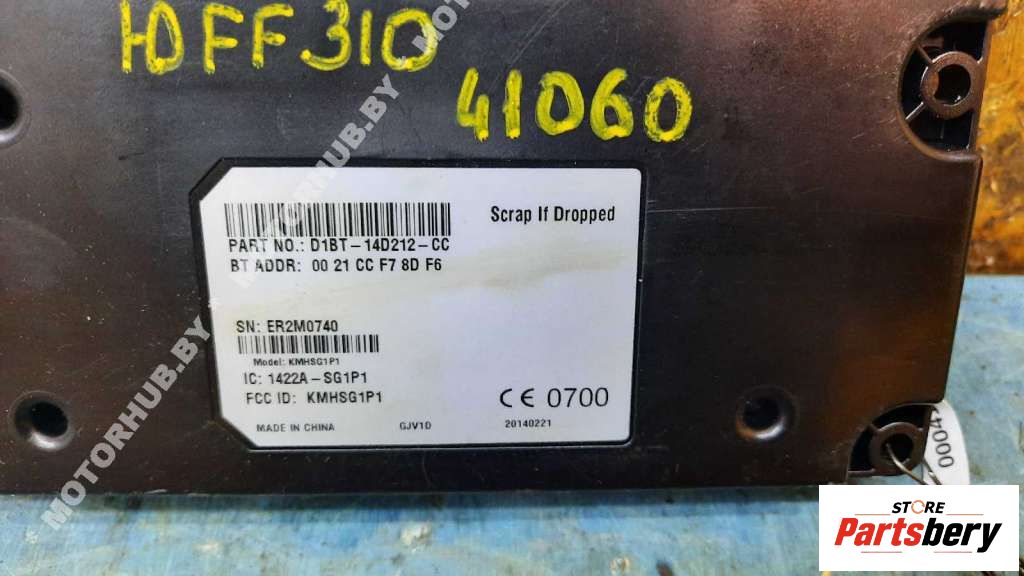 ЮFF310
41060
Scrap If Dropped
PART NO.: D1BT-14D212-CC
BT ADDR: 00 21 CC F7 8D F6
SN: ER2M0740
Model: KMHSG1P1
IC: 1422A-SG1P1
FCC ID: KMHSG1P1
CE 0700
MADE IN CHINA GJV1D 20140221
0004
MOTORHUB.BY
MOTORHUB.BY
STORE
Partsbery